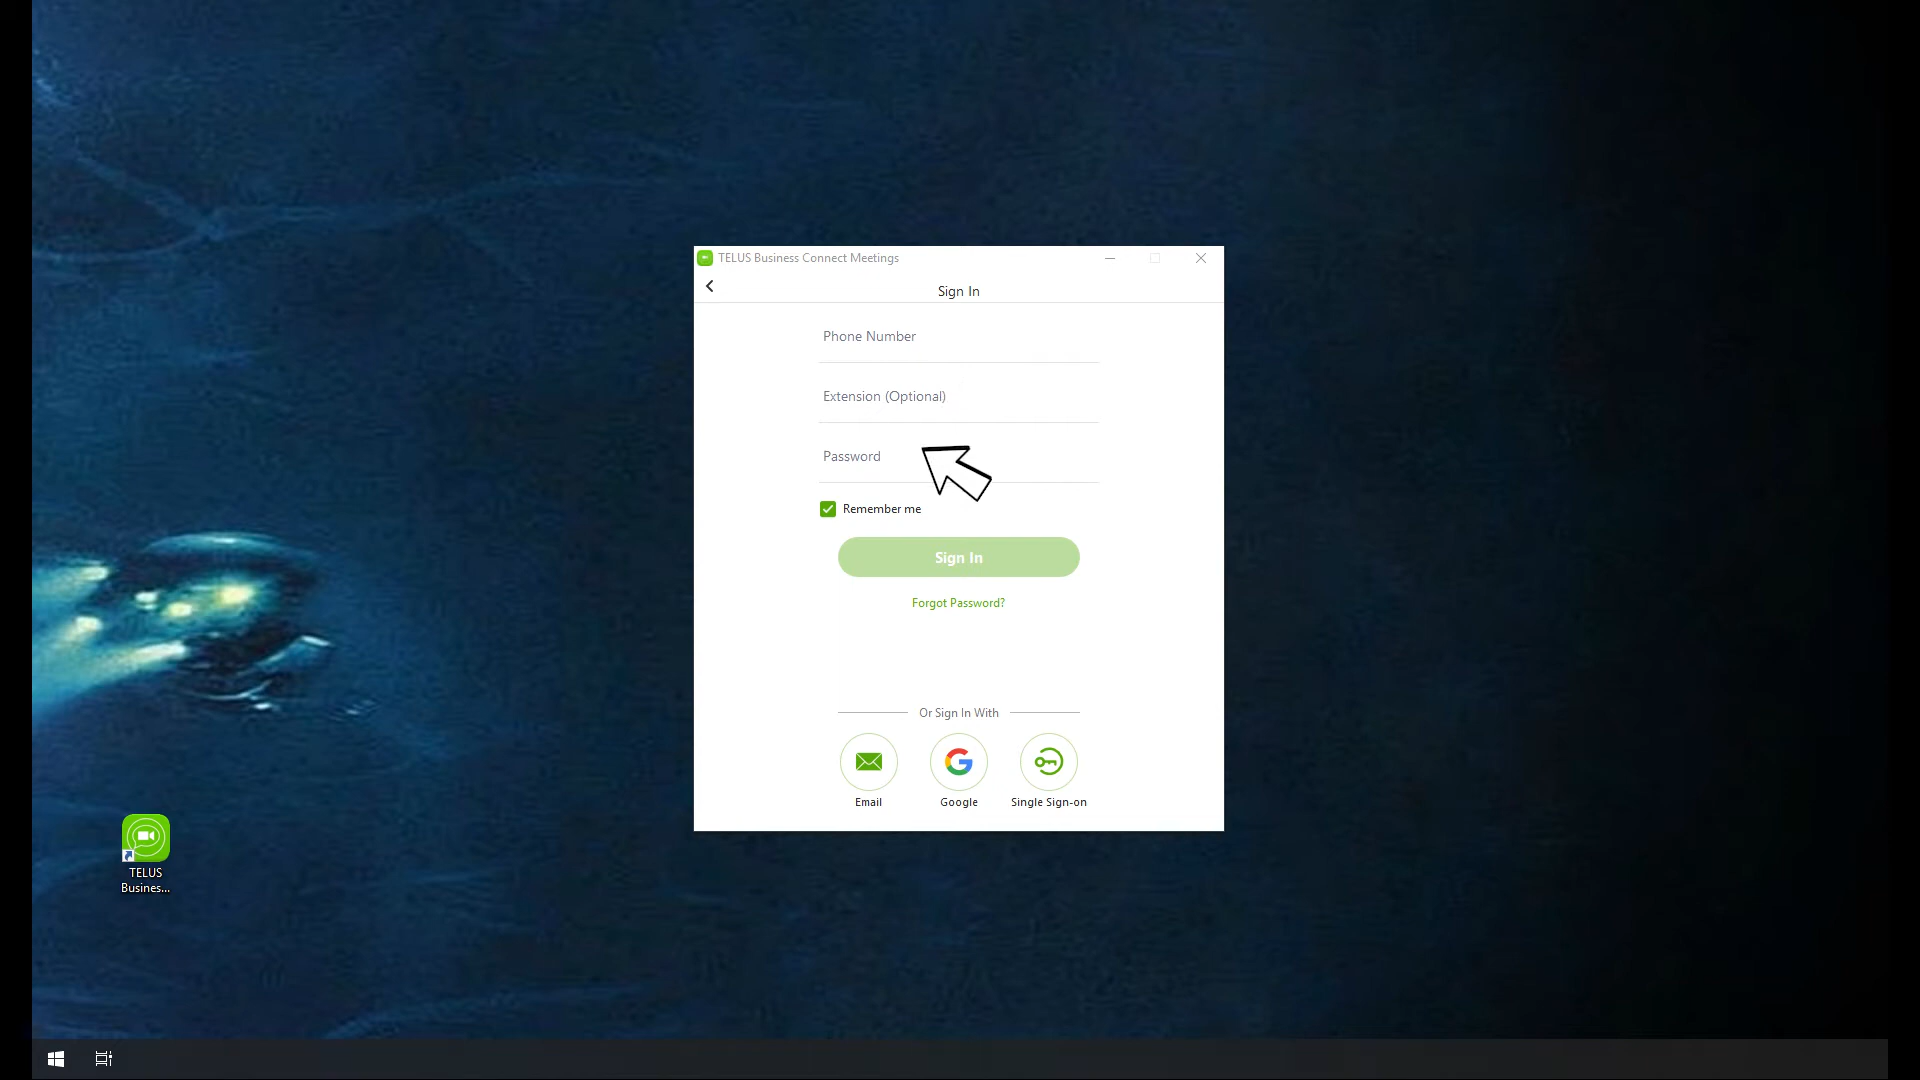 TELUS Business Connect Meetings
Sign In
Phone Number
Extension (Optional)
Password
Remember me
Sign In
Forgot Password?
Or Sign In With
Email
Google
Single Sign-on
TELUS
Busines...